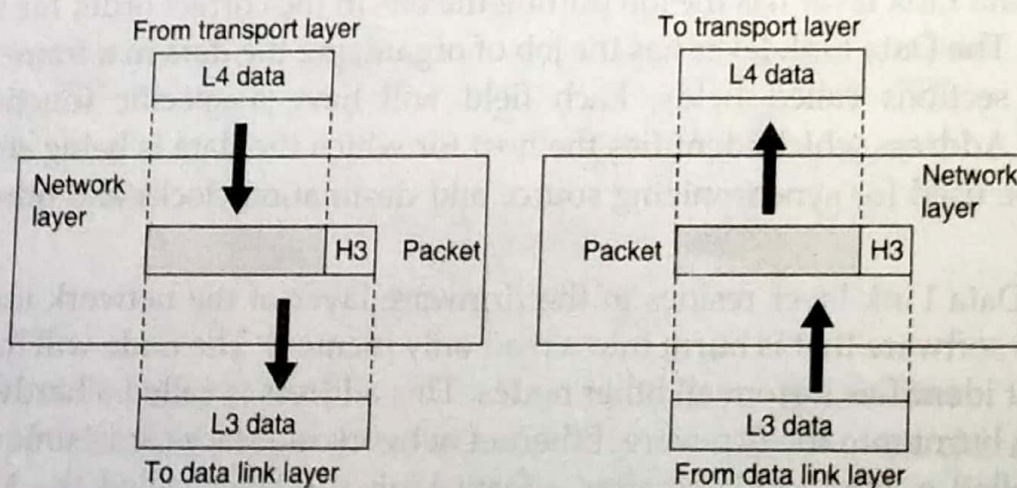 From transport layer
L4 data
Network
layer
H3
Packet
L3 data
To data link layer
To transport layer
L4 data
Network
layer
Packet
H3
L3 data
From data link layer